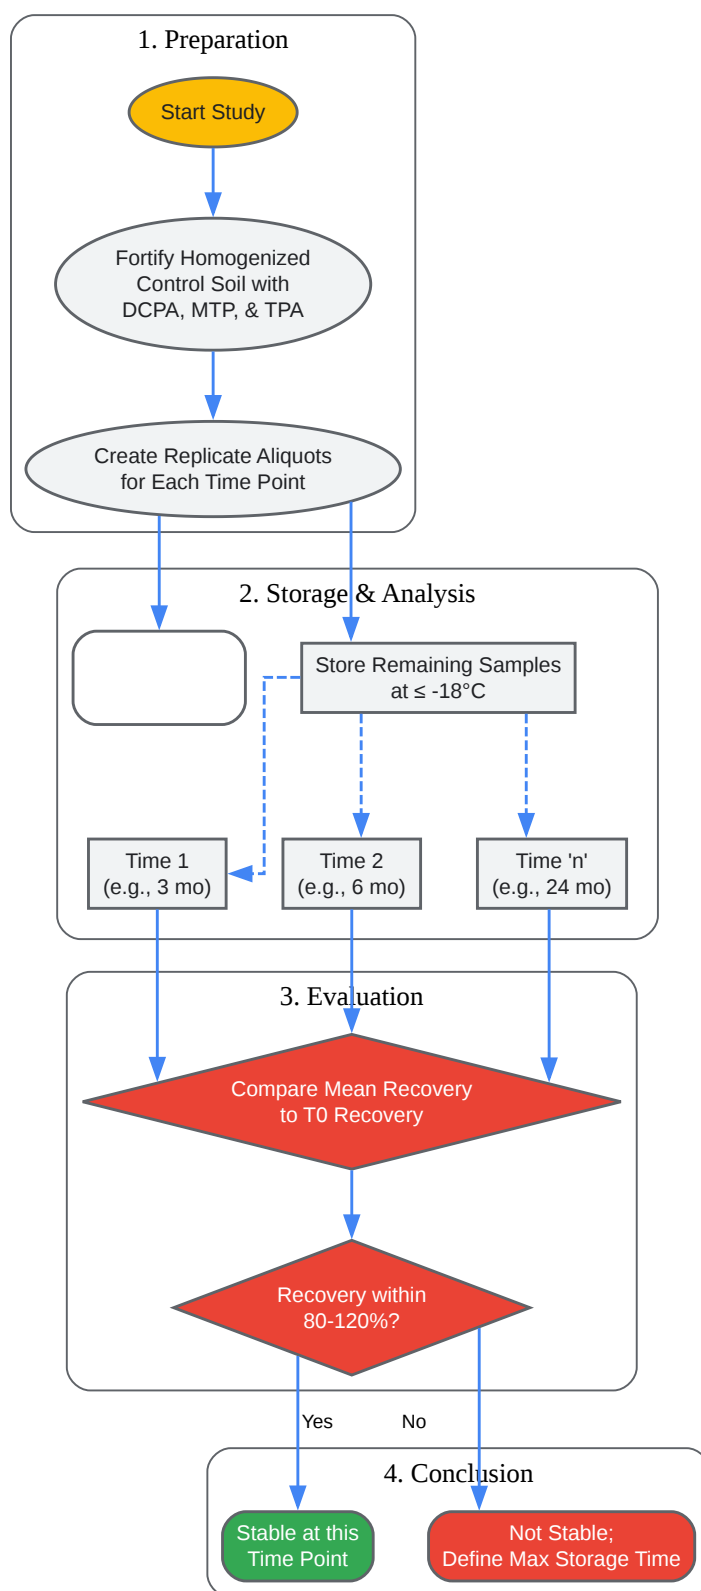 1. Preparation
Start Study
Fortify Homogenized
Control Soil with
DCPA, MTP, & TPA
Create Replicate Aliquots
for Each Time Point
2. Storage & Analysis
Store Remaining Samples
at ≤ -18°C
Time 1
(e.g., 3 mo)
Time 2
(e.g., 6 mo)
Time 'n'
(e.g., 24 mo)
3. Evaluation
Compare Mean Recovery
to T0 Recovery
Recovery within
80-120%?
Yes
No
4. Conclusion
Stable at this
Time Point
Not Stable;
Define Max Storage Time